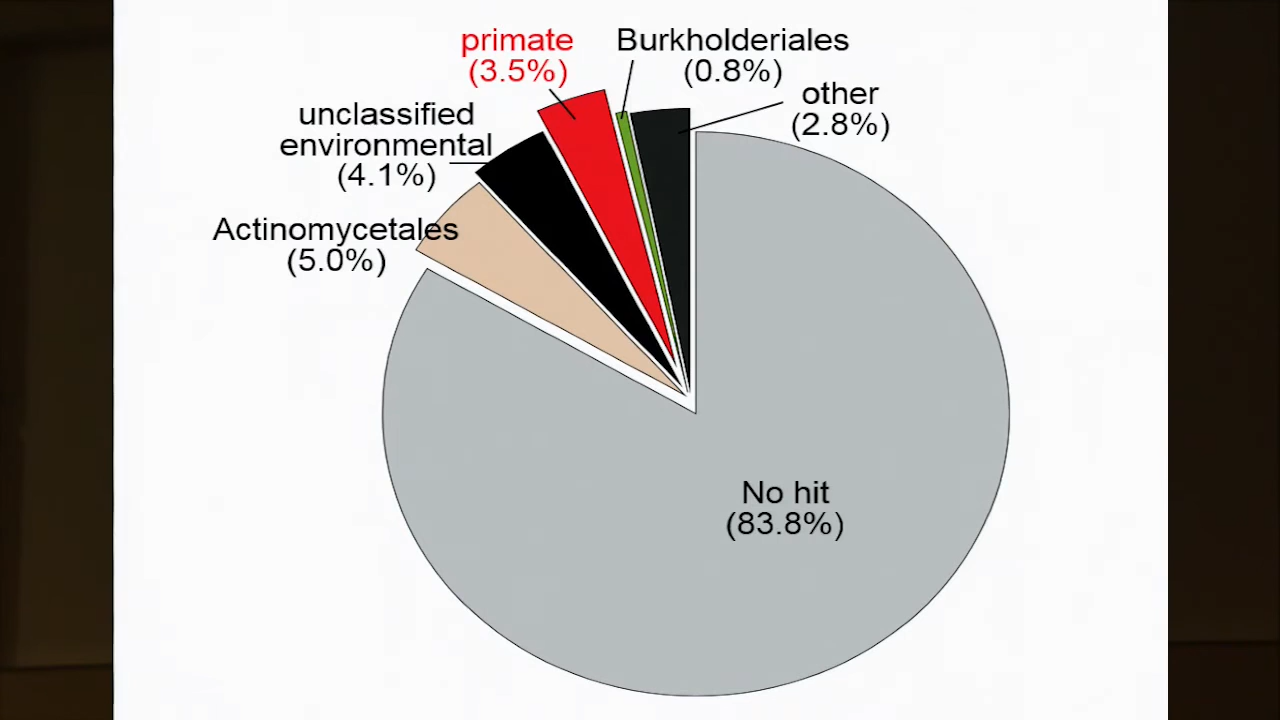 primate
(3.5%)
Burkholderiales
(0.8%)
other
(2.8%)
unclassified
environmental
(4.1%)
Actinomycetales
(5.0%)
No hit
(83.8%)